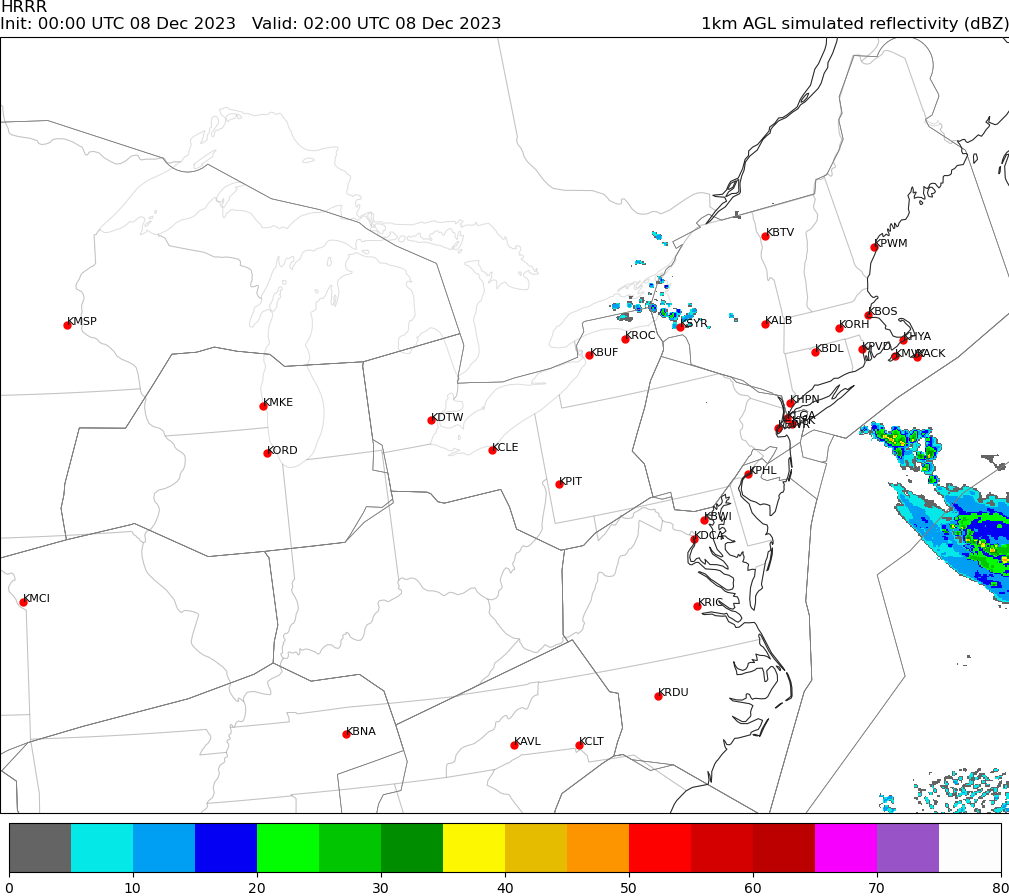 HRRR
Init: 00:00 UTC 08 Dec 2023 Valid: 02:00 UTC 08 Dec 2023 1km AGL simulated reflectivity (dBZ)
KBTV
KPWM
KMSP
KSYR
KALB
KBOS
KORH
KROC
KHYA
KBUF
KBDL
KPVD
KACK
KMKE
KHPN
KDTW
KLGA
KORD
KCLE
KPIT
KPHL
KBWI
KDCA
KMCI
KRIC
KRDU
KBNA
KAVL
KCLT
0 10 20 30 40 50 60 70 80